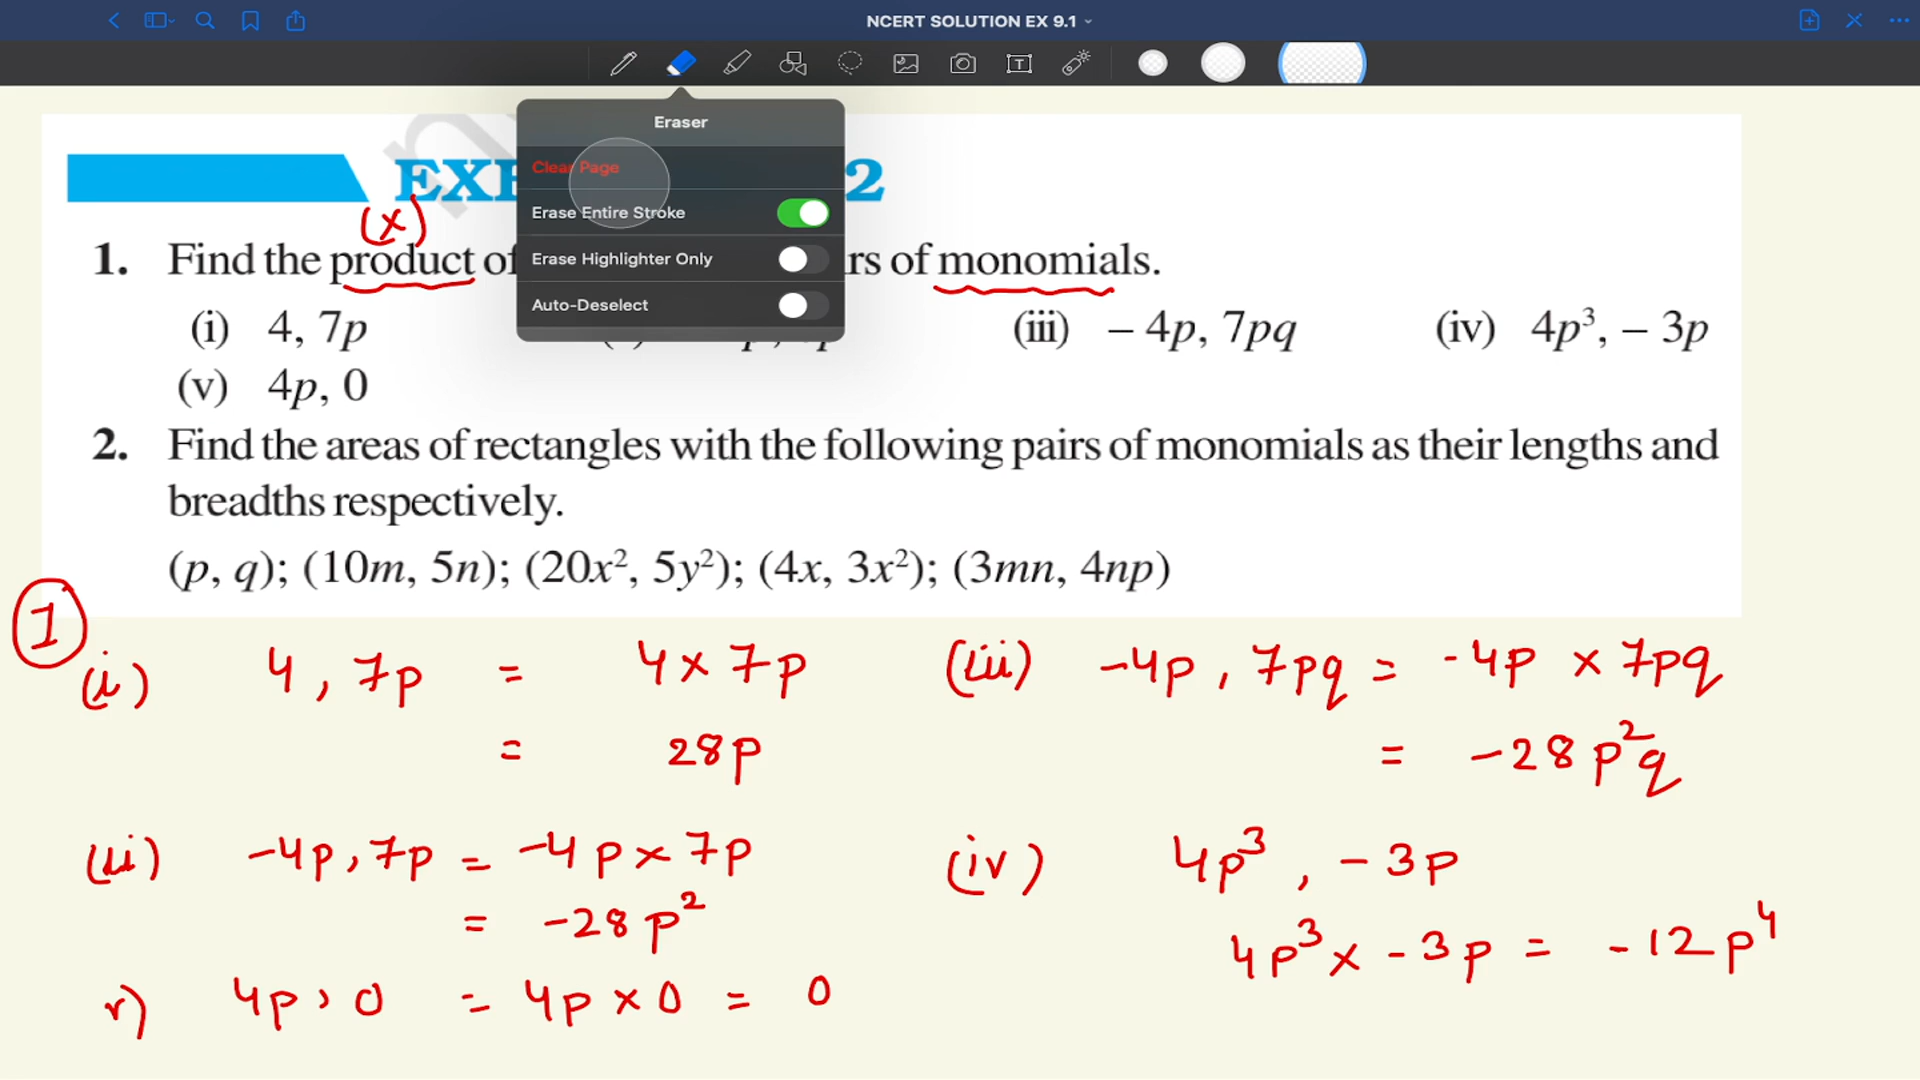 NCERT SOLUTION EX 9.1
Eraser
Clear Page
Erase Entire Stroke
Erase Highlighter Only
Auto-Deselect
EX 2
(x)
1. Find the product of rs of monomials.
(i) 4, 7p (iii) – 4p, 7pq (iv) 4p³, – 3p
(v) 4p, 0
2. Find the areas of rectangles with the following pairs of monomials as their lengths and
breadths respectively.
(p, q); (10m, 5n); (20x², 5y²); (4x, 3x²); (3mn, 4np)
1
(i) 4, 7p = 4 x 7p
= 28p
(iii) -4p, 7pq = -4p x 7pq
= -28p²q
(ii) -4p, 7p = -4p x 7p
= -28p²
(iv) 4p³, -3p
4p³ x -3p = -12p⁴
v) 4p, 0 = 4p x 0 = 0